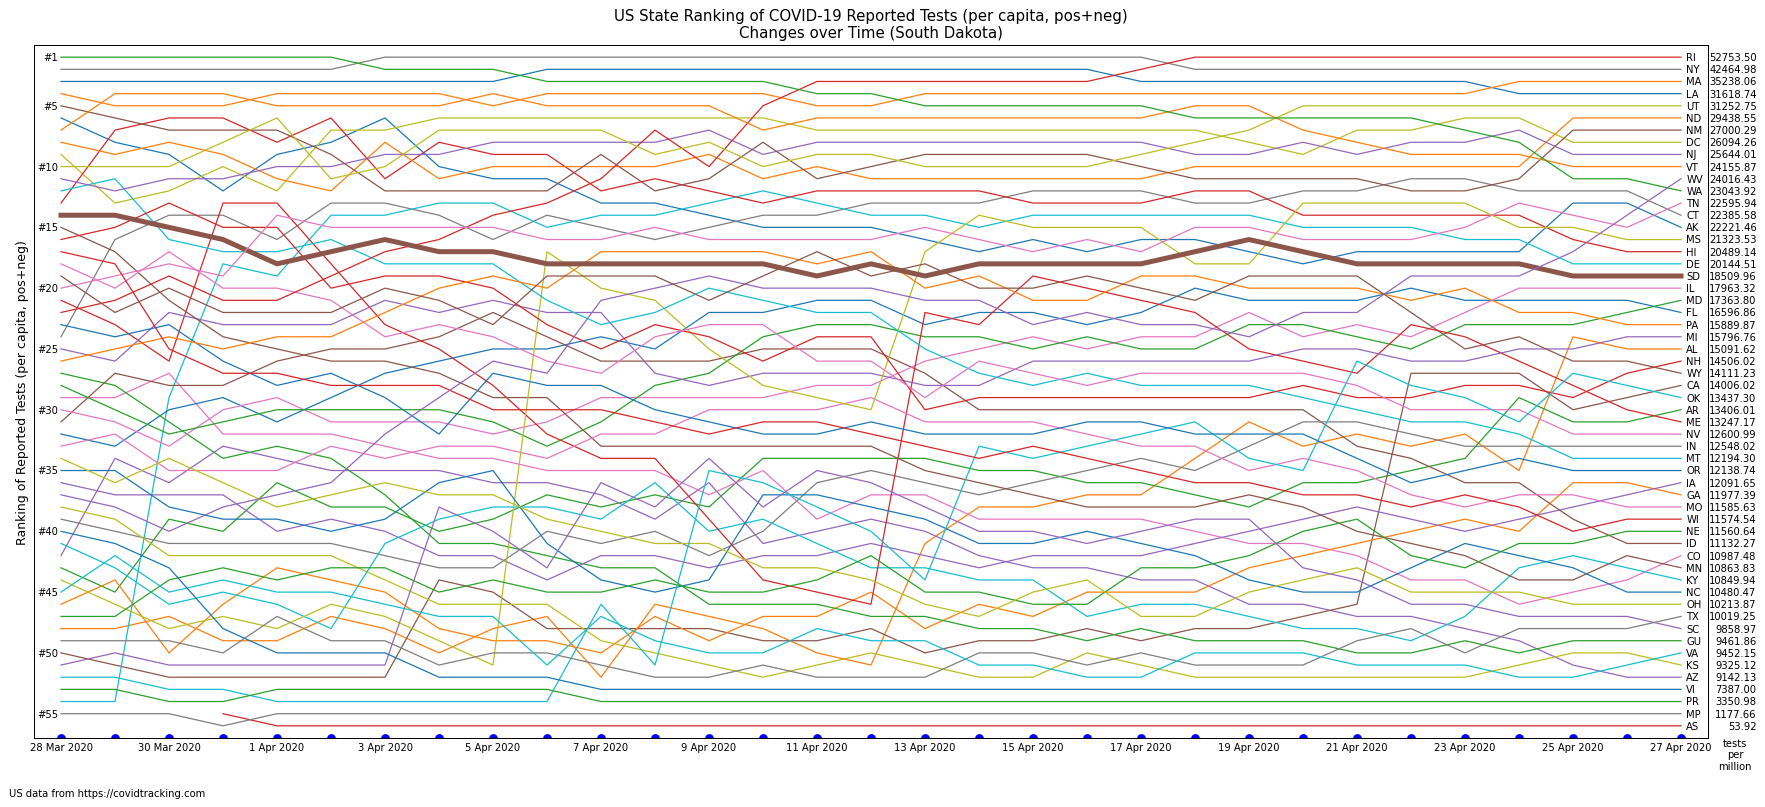 US State Ranking of COVID-19 Reported Tests (per capita, pos+neg)
Changes over Time (South Dakota)
Ranking of Reported Tests (per capita, pos+neg)
#1
#5
#10
#15
#20
#25
#30
#35
#40
#45
#50
#55
RI 52753.50
NY 42464.98
MA 35238.06
LA 31618.74
UT 31252.75
ND 29438.55
NM 27000.29
DC 26094.26
NJ 25644.01
VT 24155.87
WV 24016.43
WA 23043.92
TN 22595.94
CT 22385.58
AK 22221.46
MS 21323.53
HI 20489.14
DE 20144.51
SD 18509.96
IL 17963.32
MD 17363.80
FL 16596.86
PA 15889.87
MI 15796.76
AL 15091.62
NH 14506.02
WY 14111.23
CA 14006.02
OK 13437.30
AR 13406.01
ME 13247.17
NV 12600.99
IN 12548.02
MT 12194.30
OR 12138.74
IA 12091.65
GA 11977.39
MO 11585.63
WI 11574.54
NE 11560.64
ID 11132.27
CO 10987.48
MN 10863.83
KY 10849.94
NC 10480.47
OH 10213.87
TX 10019.25
SC 9858.97
GU 9461.86
VA 9452.15
KS 9325.12
AZ 9142.13
VI 7387.00
PR 3350.98
MP 1177.66
AS 53.92
28 Mar 2020 30 Mar 2020 1 Apr 2020 3 Apr 2020 5 Apr 2020 7 Apr 2020 9 Apr 2020 11 Apr 2020 13 Apr 2020 15 Apr 2020 17 Apr 2020 19 Apr 2020 21 Apr 2020 23 Apr 2020 25 Apr 2020 27 Apr 2020
tests
per
million
US data from https://covidtracking.com